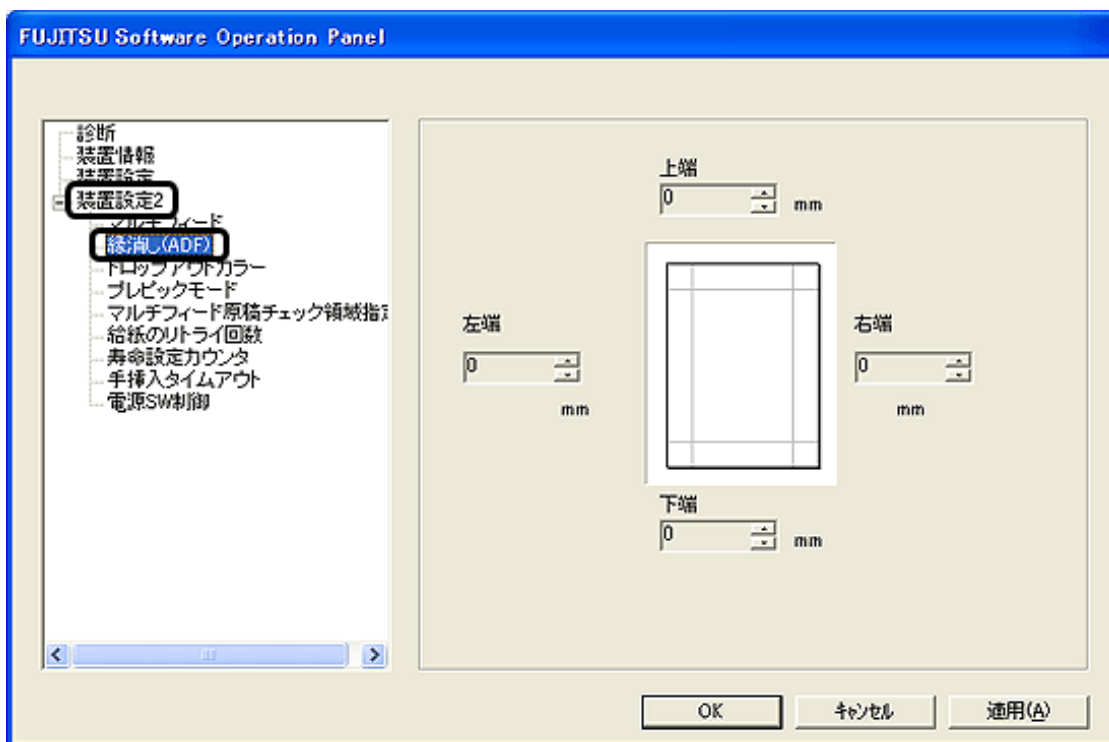 FUJITSU Software Operation Panel
診断
装置情報
装置設定
装置設定2
マルチフィード
縁消し(ADF)
ドロップアウトカラー
プレピックモード
マルチフィード原稿チェック領域指定
給紙のリトライ回数
寿命設定カウンタ
手挿入タイムアウト
電源SW制御
上端
0 mm
左端
0
mm
右端
0
mm
下端
0 mm
OK
キャンセル
適用(A)